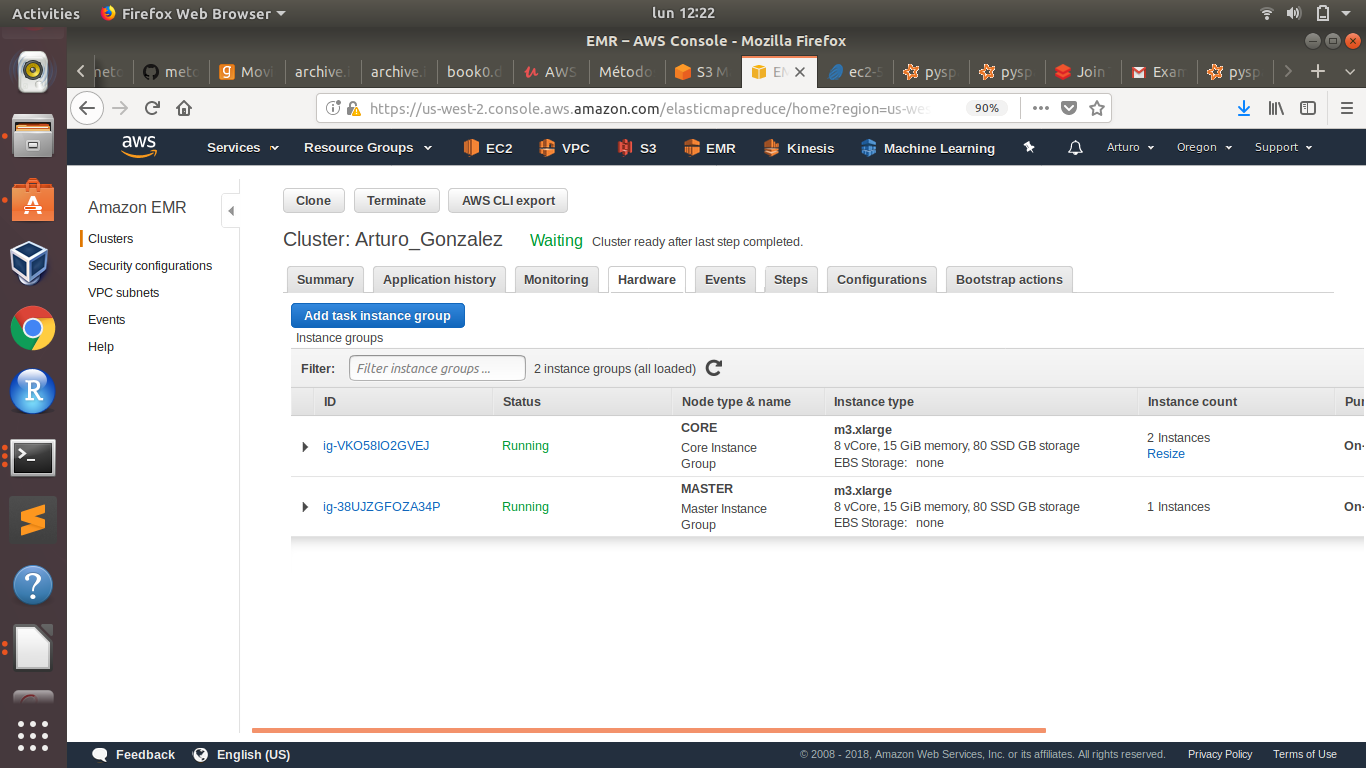 Activities Firefox Web Browser lun 12:22
EMR – AWS Console - Mozilla Firefox
metc Movi archive.i archive.i book0.d AWS Método S3 M EM ec2-5 pysp pysp Join Exam pysp
https://us-west-2.console.aws.amazon.com/elasticmapreduce/home?region=us-wes 90%
aws Services Resource Groups EC2 VPC S3 EMR Kinesis Machine Learning Arturo Oregon Support
Amazon EMR
Clusters
Security configurations
VPC subnets
Events
Help
Clone Terminate AWS CLI export
Cluster: Arturo_Gonzalez Waiting Cluster ready after last step completed.
Summary Application history Monitoring Hardware Events Steps Configurations Bootstrap actions
Add task instance group
Instance groups
Filter: Filter instance groups ... 2 instance groups (all loaded)
ID Status Node type & name Instance type Instance count Pur
ig-VKO58IO2GVEJ Running CORE
Core Instance
Group
m3.xlarge
8 vCore, 15 GiB memory, 80 SSD GB storage
EBS Storage: none
2 Instances
Resize
On-
ig-38UJZGFOZA34P Running MASTER
Master Instance
Group
m3.xlarge
8 vCore, 15 GiB memory, 80 SSD GB storage
EBS Storage: none
1 Instances
On-
Feedback English (US) © 2008 - 2018, Amazon Web Services, Inc. or its affiliates. All rights reserved. Privacy Policy Terms of Use